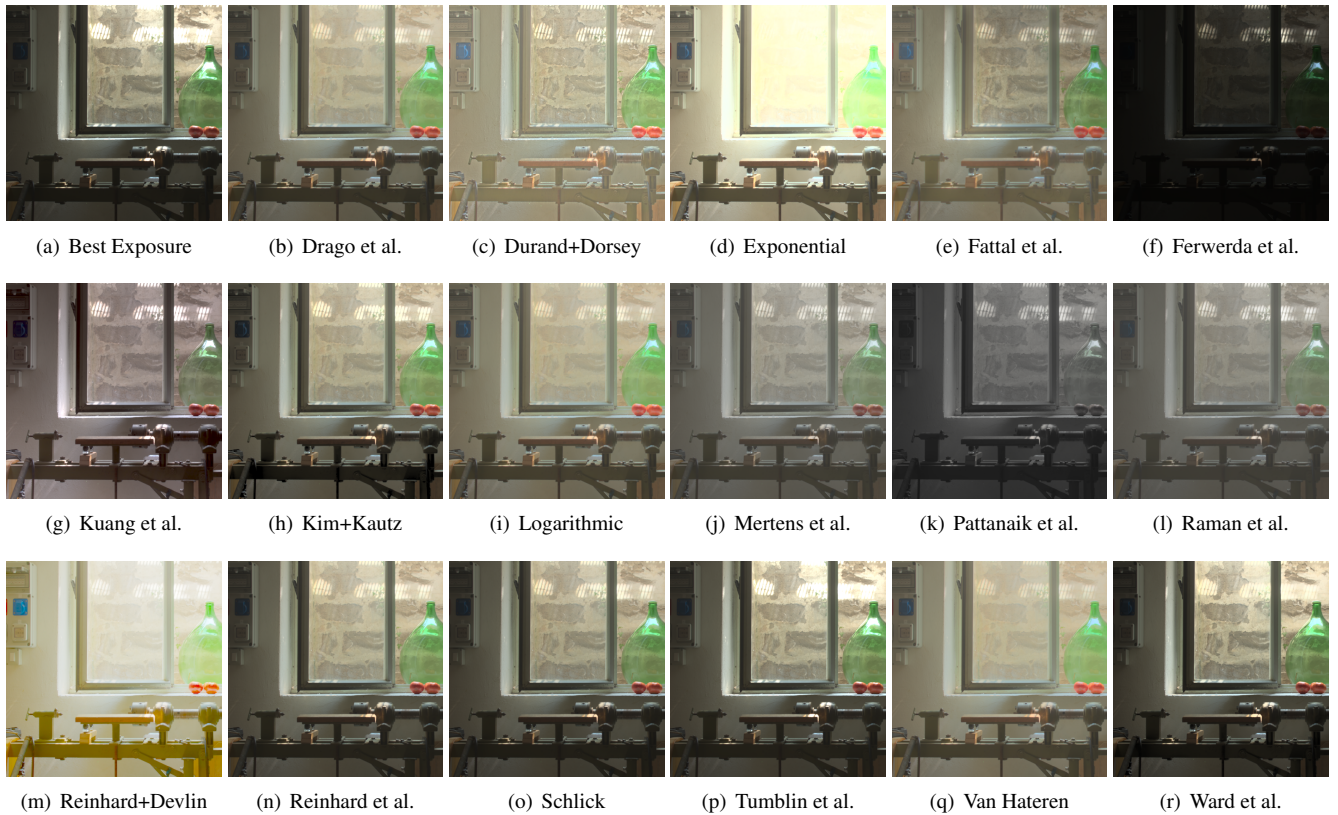 (a) Best Exposure (b) Drago et al. (c) Durand+Dorsey (d) Exponential (e) Fattal et al. (f) Ferwerda et al.
(g) Kuang et al. (h) Kim+Kautz (i) Logarithmic (j) Mertens et al. (k) Pattanaik et al. (l) Raman et al.
(m) Reinhard+Devlin (n) Reinhard et al. (o) Schlick (p) Tumblin et al. (q) Van Hateren (r) Ward et al.